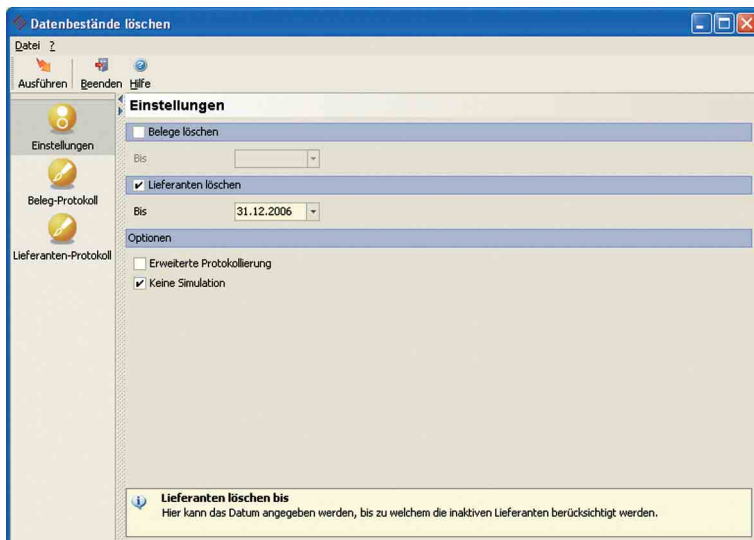 Datenbestände löschen
Datei ?
Ausführen Beenden Hilfe
Einstellungen
Beleg-Protokoll
Lieferanten-Protokoll
Einstellungen
Belege löschen
Bis
Lieferanten löschen
Bis 31.12.2006
Optionen
Erweiterte Protokollierung
Keine Simulation
Lieferanten löschen bis
Hier kann das Datum angegeben werden, bis zu welchem die inaktiven Lieferanten berücksichtigt werden.